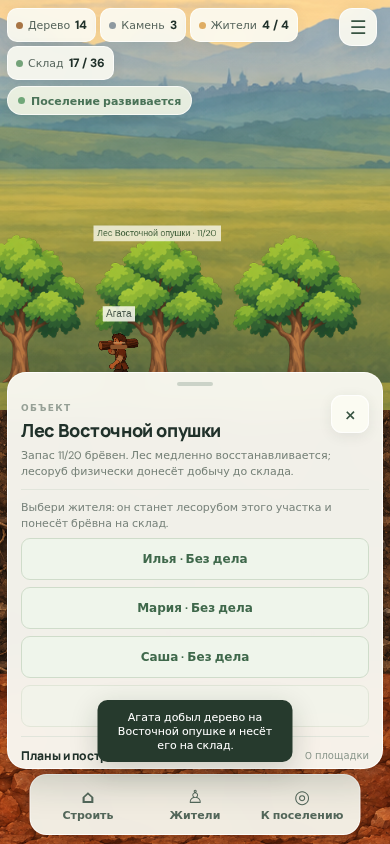 Дерево 14
Камень 3
Жители 4 / 4
Склад 17 / 36
Поселение развивается
Лес Восточной опушки · 11/20
Агата
ОБЪЕКТ
Лес Восточной опушки
Запас 11/20 брёвен. Лес медленно восстанавливается;
лесоруб физически донесёт добычу до склада.
Выбери жителя: он станет лесорубом этого участка и
понесёт брёвна на склад.
Илья · Без дела
Мария · Без дела
Саша · Без дела
Агата добыл дерево на
Восточной опушке и несёт
его на склад.
Планы и
0 площадки
Строить
Жители
К поселению